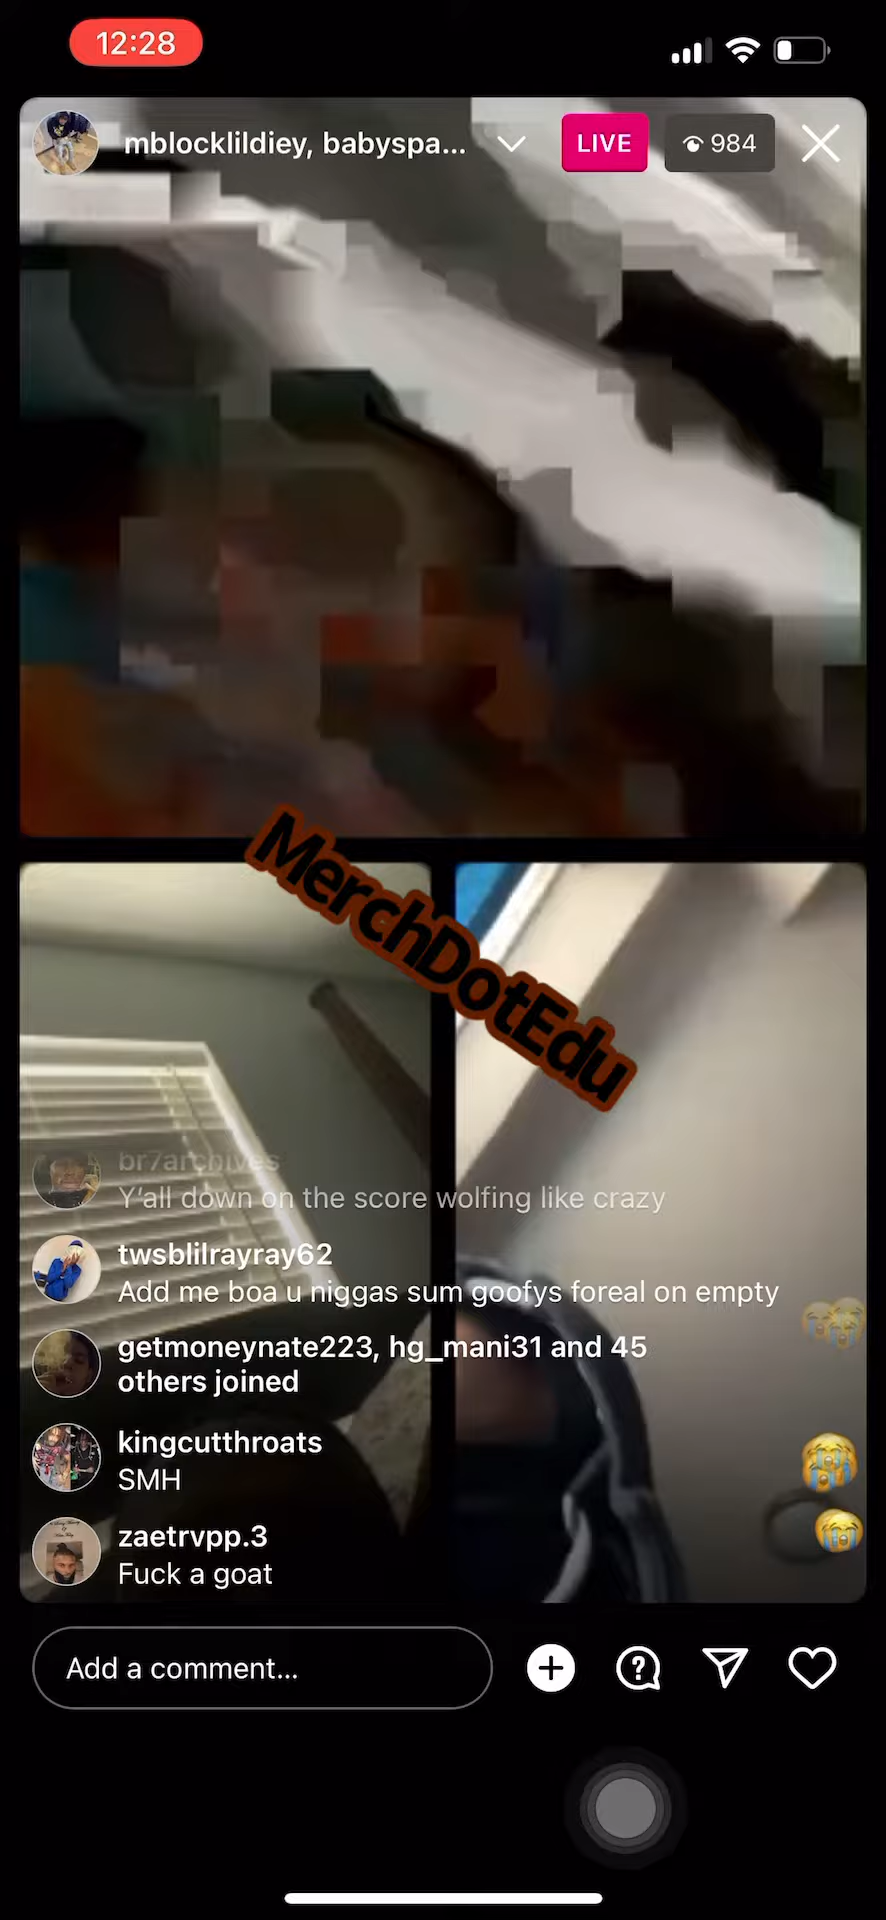 12:28
mblocklildiey, babyspa...
LIVE
984
MerchDotEdu
br7archives
Y'all down on the score wolfing like crazy
twsblilrayray62
Add me boa u niggas sum goofys foreal on empty
getmoneynate223, hg_mani31 and 45
others joined
kingcutthroats
SMH
zaetrvpp.3
Fuck a goat
Add a comment...